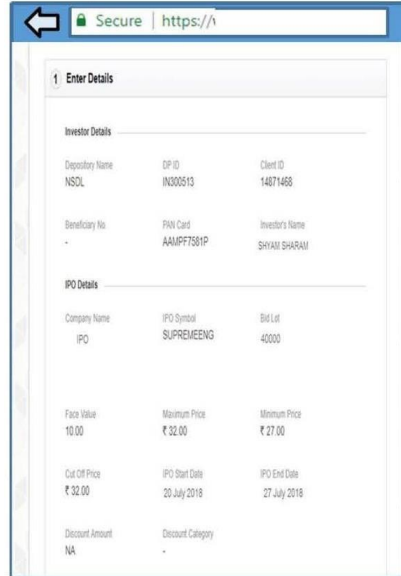 Secure | https://
1 Enter Details
Investor Details
Depository Name DP ID Client ID
NSDL IN300513 14871468
Beneficiary No PAN Card Investor's Name
- AAMPF7581P SHYAM SHARAM
IPO Details
Company Name IPO Symbol Bid Lot
IPO SUPREMEENG 40000
Face Value Maximum Price Minimum Price
10.00 ₹ 32.00 ₹ 27.00
Cut Off Price IPO Start Date IPO End Date
₹ 32.00 20 July 2018 27 July 2018
Discount Amount Discount Category
NA -